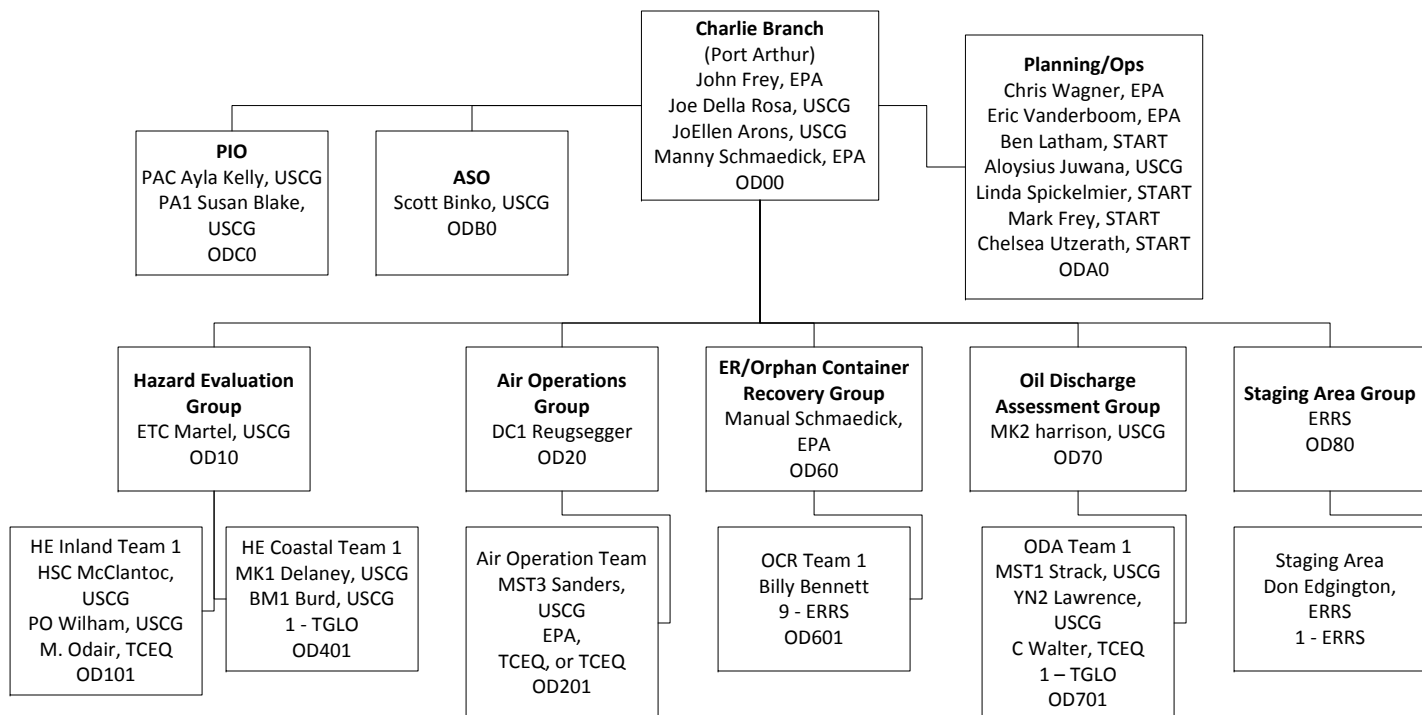 Charlie Branch
(Port Arthur)
John Frey, EPA
Joe Della Rosa, USCG
JoEllen Arons, USCG
Manny Schmaedick, EPA
OD00
Planning/Ops
Chris Wagner, EPA
Eric Vanderboom, EPA
Ben Latham, START
Aloysius Juwana, USCG
Linda Spickelmier, START
Mark Frey, START
Chelsea Utzerath, START
ODA0
PIO
PAC Ayla Kelly, USCG
PA1 Susan Blake,
USCG
ODC0
ASO
Scott Binko, USCG
ODB0
Hazard Evaluation
Group
ETC Martel, USCG
OD10
Air Operations
Group
DC1 Reugsegger
OD20
ER/Orphan Container
Recovery Group
Manual Schmaedick,
EPA
OD60
Oil Discharge
Assessment Group
MK2 harrison, USCG
OD70
Staging Area Group
ERRS
OD80
HE Inland Team 1
HSC McClantoc,
USCG
PO Wilham, USCG
M. Odair, TCEQ
OD101
HE Coastal Team 1
MK1 Delaney, USCG
BM1 Burd, USCG
1 - TGLO
OD401
Air Operation Team
MST3 Sanders,
USCG
EPA,
TCEQ, or TCEQ
OD201
OCR Team 1
Billy Bennett
9 - ERRS
OD601
ODA Team 1
MST1 Strack, USCG
YN2 Lawrence,
USCG
C Walter, TCEQ
1 – TGLO
OD701
Staging Area
Don Edgington,
ERRS
1 - ERRS